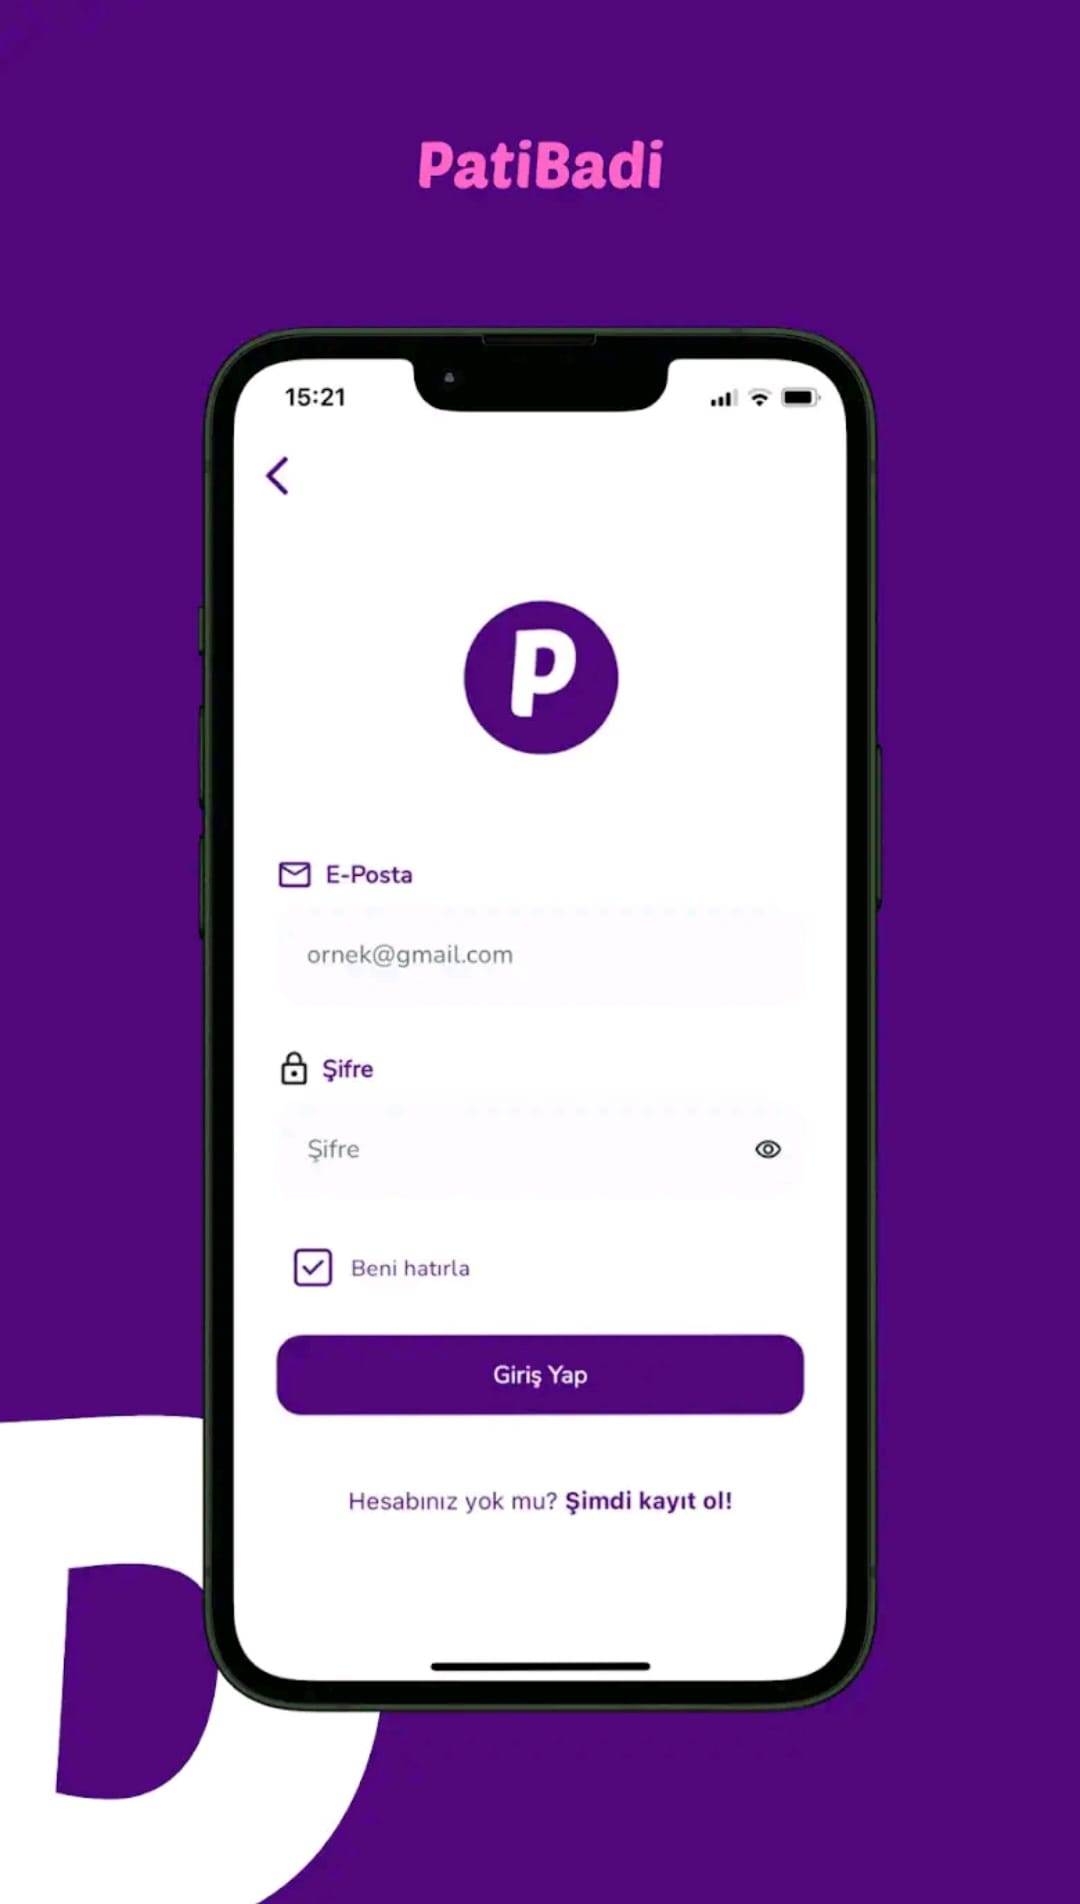 PatiBadi
15:21
P
E-Posta
ornek@gmail.com
Şifre
Şifre
Beni hatırla
Giriş Yap
Hesabınız yok mu? Şimdi kayıt ol!